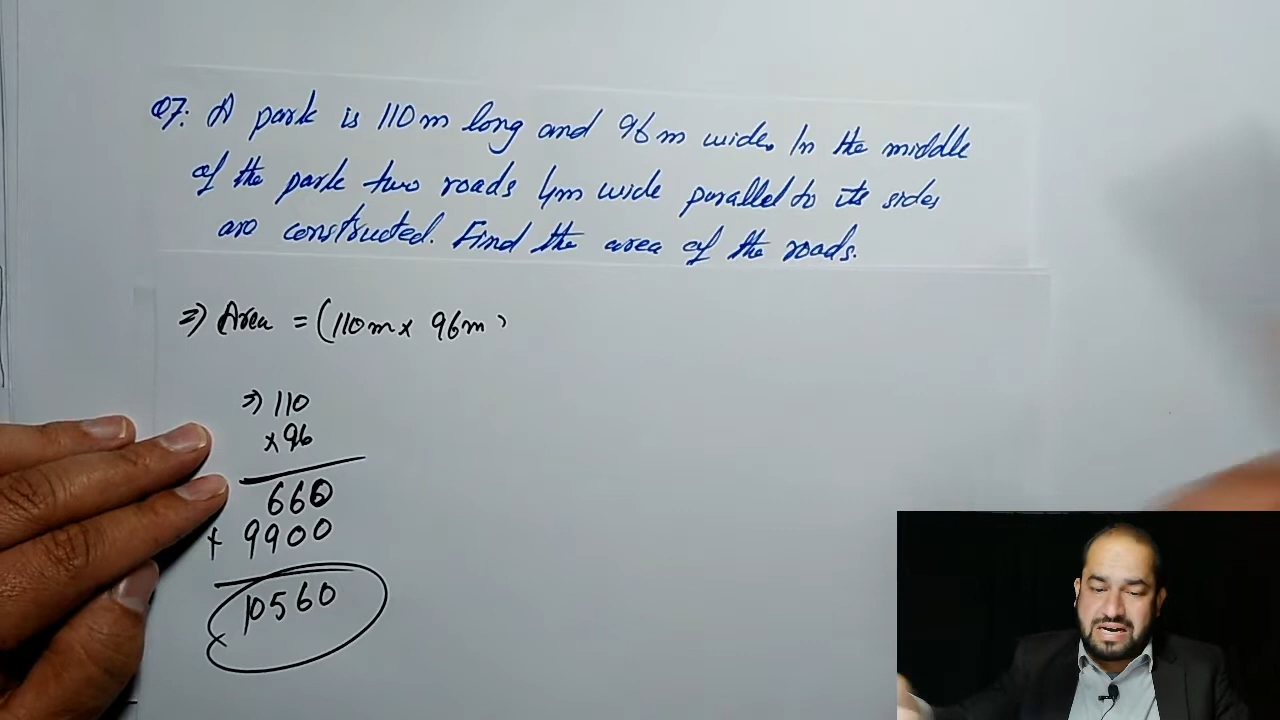 Q7: A park is 110m long and 96m wide. In the middle
of the park two roads 4m wide parallel to its sides
are constructed. Find the area of the roads.
=> Area = (110m x 96m)
=> 110
x 96
660
+ 9900
10560